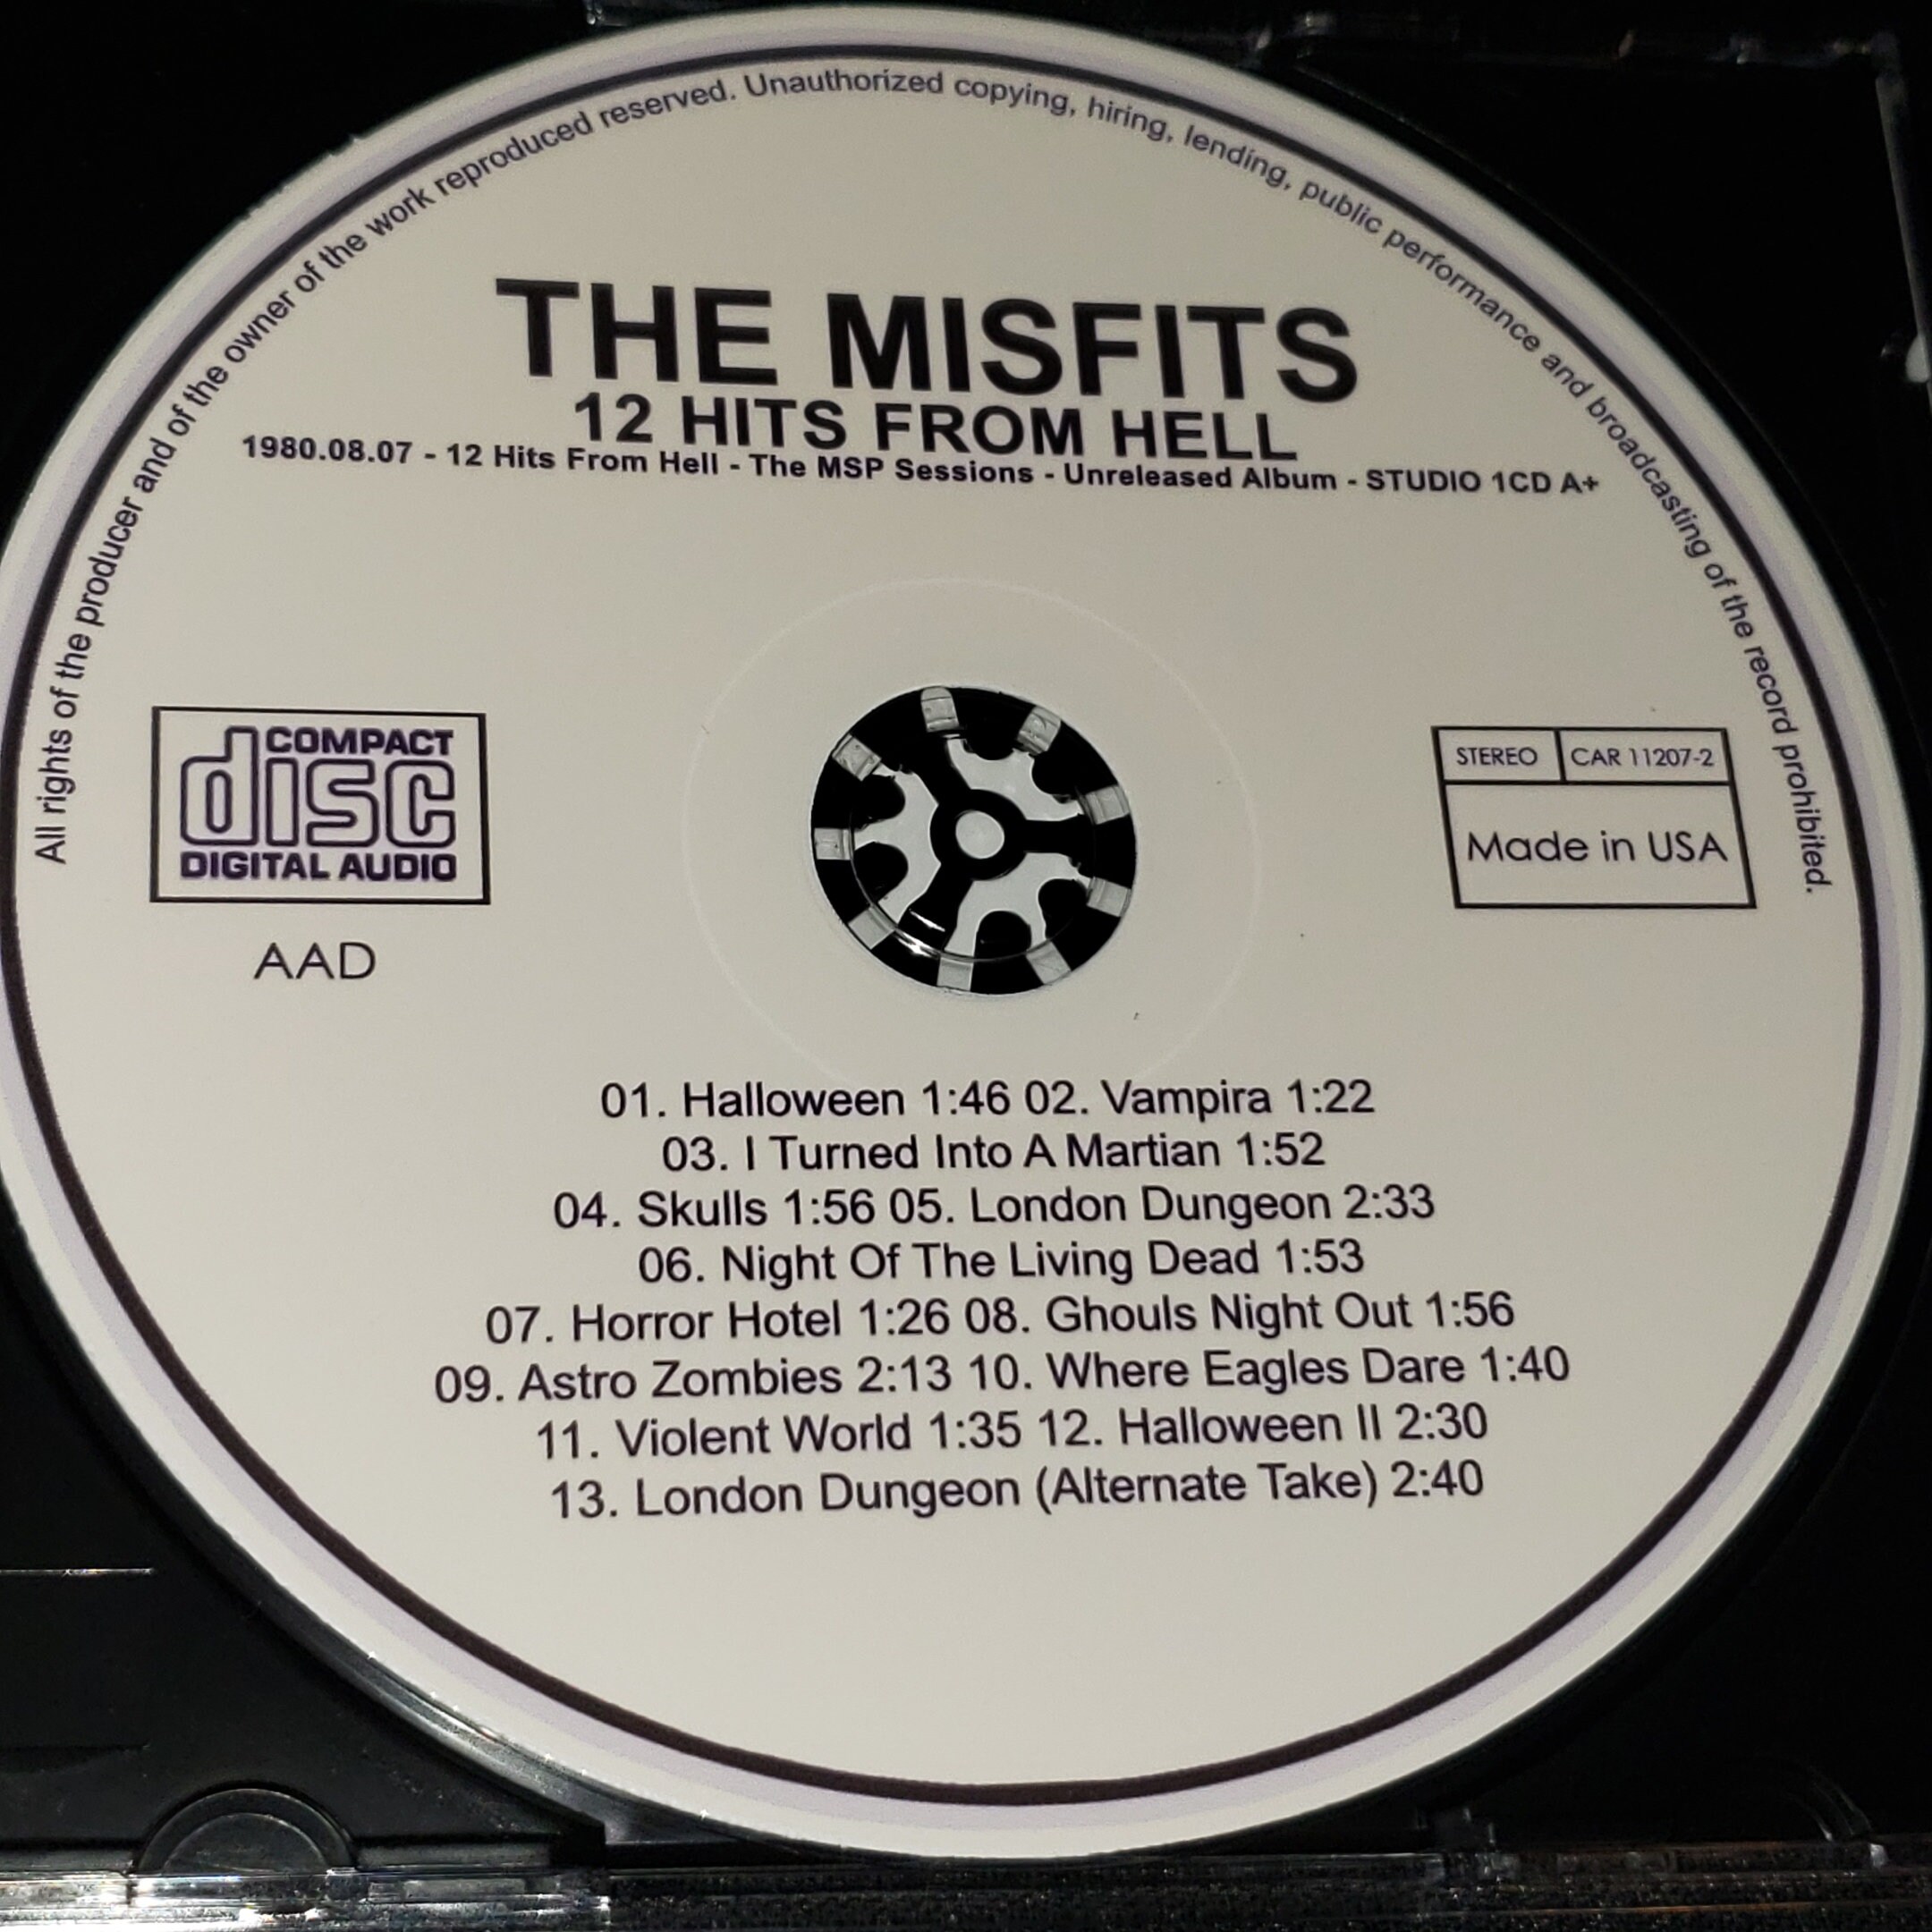 All rights of the producer and of the owner of the work reproduced reserved. Unauthorized copying, hiring, lending, public performance and broadcasting of the record prohibited.
THE MISFITS
12 HITS FROM HELL
1980.08.07 - 12 Hits From Hell - The MSP Sessions - Unreleased Album - STUDIO 1CD A+
COMPACT
disc
DIGITAL AUDIO
AAD
STEREO CAR 11207-2
Made in USA
01. Halloween 1:46 02. Vampira 1:22
03. I Turned Into A Martian 1:52
04. Skulls 1:56 05. London Dungeon 2:33
06. Night Of The Living Dead 1:53
07. Horror Hotel 1:26 08. Ghouls Night Out 1:56
09. Astro Zombies 2:13 10. Where Eagles Dare 1:40
11. Violent World 1:35 12. Halloween II 2:30
13. London Dungeon (Alternate Take) 2:40